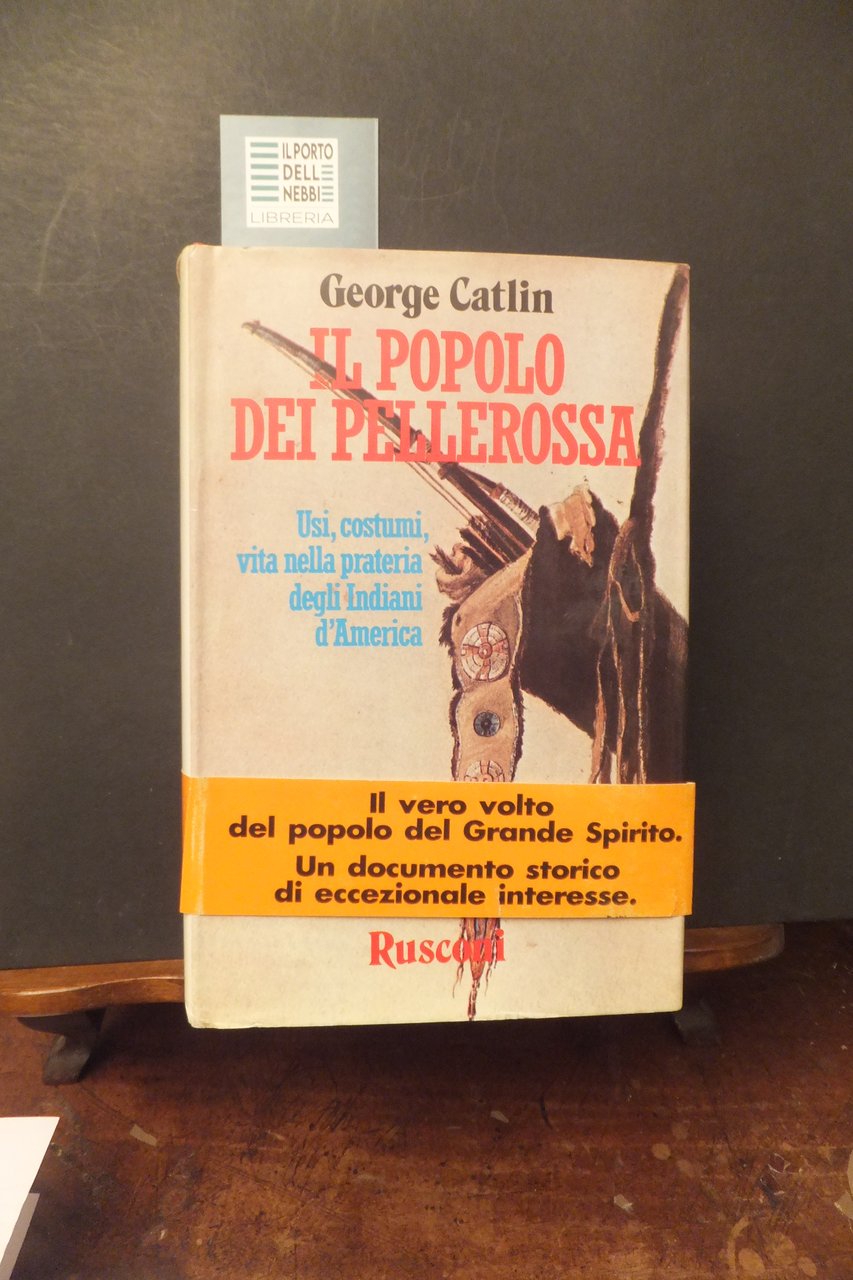 IL PORTO
DELLE
NEBBIE
LIBRERIA
George Catlin
IL POPOLO
DEI PELLEROSSA
Usi, costumi,
vita nella prateria
degli Indiani
d'America
Il vero volto
del popolo del Grande Spirito.
Un documento storico
di eccezionale interesse.
Rusconi